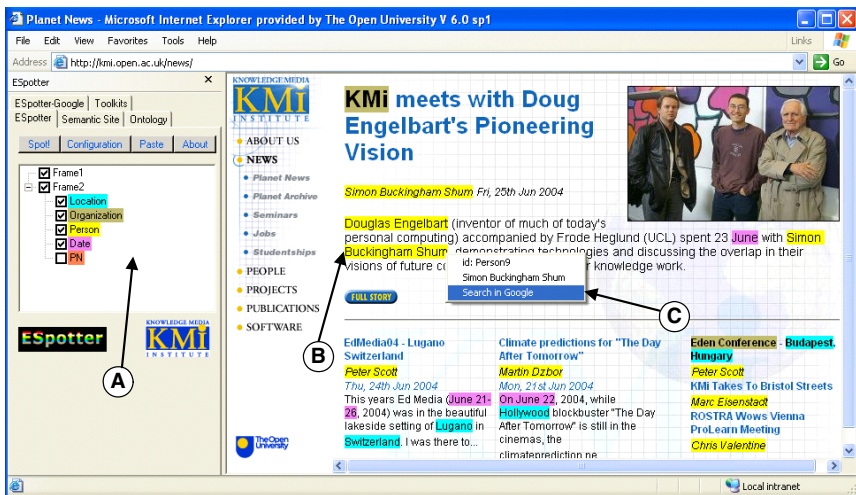 Planet News - Microsoft Internet Explorer provided by The Open University V 6.0 sp1
File Edit View Favorites Tools Help
Links
Address http://kmi.open.ac.uk/news/
Go
ESpotter
ESpotter-Google Toolkits
ESpotter Semantic Site Ontology
Spot! Configuration Paste About
Frame1
Frame2
Location
Organization
Person
Date
PN
ESpotter
KNOWLEDGE MEDIA
KMi
INSTITUTE
A
KNOWLEDGE MEDIA
KMi
INSTITUTE
ABOUT US
NEWS
Planet News
Planet Archive
Seminars
Jobs
Studentships
PEOPLE
PROJECTS
PUBLICATIONS
SOFTWARE
The Open
University
KMi meets with Doug
Engelbart's Pioneering
Vision
Simon Buckingham Shum Fri, 25th Jun 2004
Douglas Engelbart (inventor of much of today's
personal computing) accompanied by Frode Heglund (UCL) spent 23 June with Simon
Buckingham Shum, demonstrating technologies and discussing the overlap in their
visions of future co r knowledge work.
id: Person9
Simon Buckingham Shum
Search in Google
FULL STORY
B
C
EdMedia04 - Lugano
Switzerland
Peter Scott
Thu, 24th Jun 2004
This years Ed Media (June 21-
26, 2004) was in the beautiful
lakeside setting of Lugano in
Switzerland. I was there to...
Climate predictions for "The Day
After Tomorrow"
Martin Dzbor
Mon, 21st Jun 2004
On June 22, 2004, while
Hollywood blockbuster "The Day
After Tomorrow" is still in the
cinemas, the
climateprediction.ne
Eden Conference - Budapest,
Hungary
Peter Scott
KMi Takes To Bristol Streets
Marc Eisenstadt
ROSTRA Wows Vienna
ProLearn Meeting
Chris Valentine
Local intranet